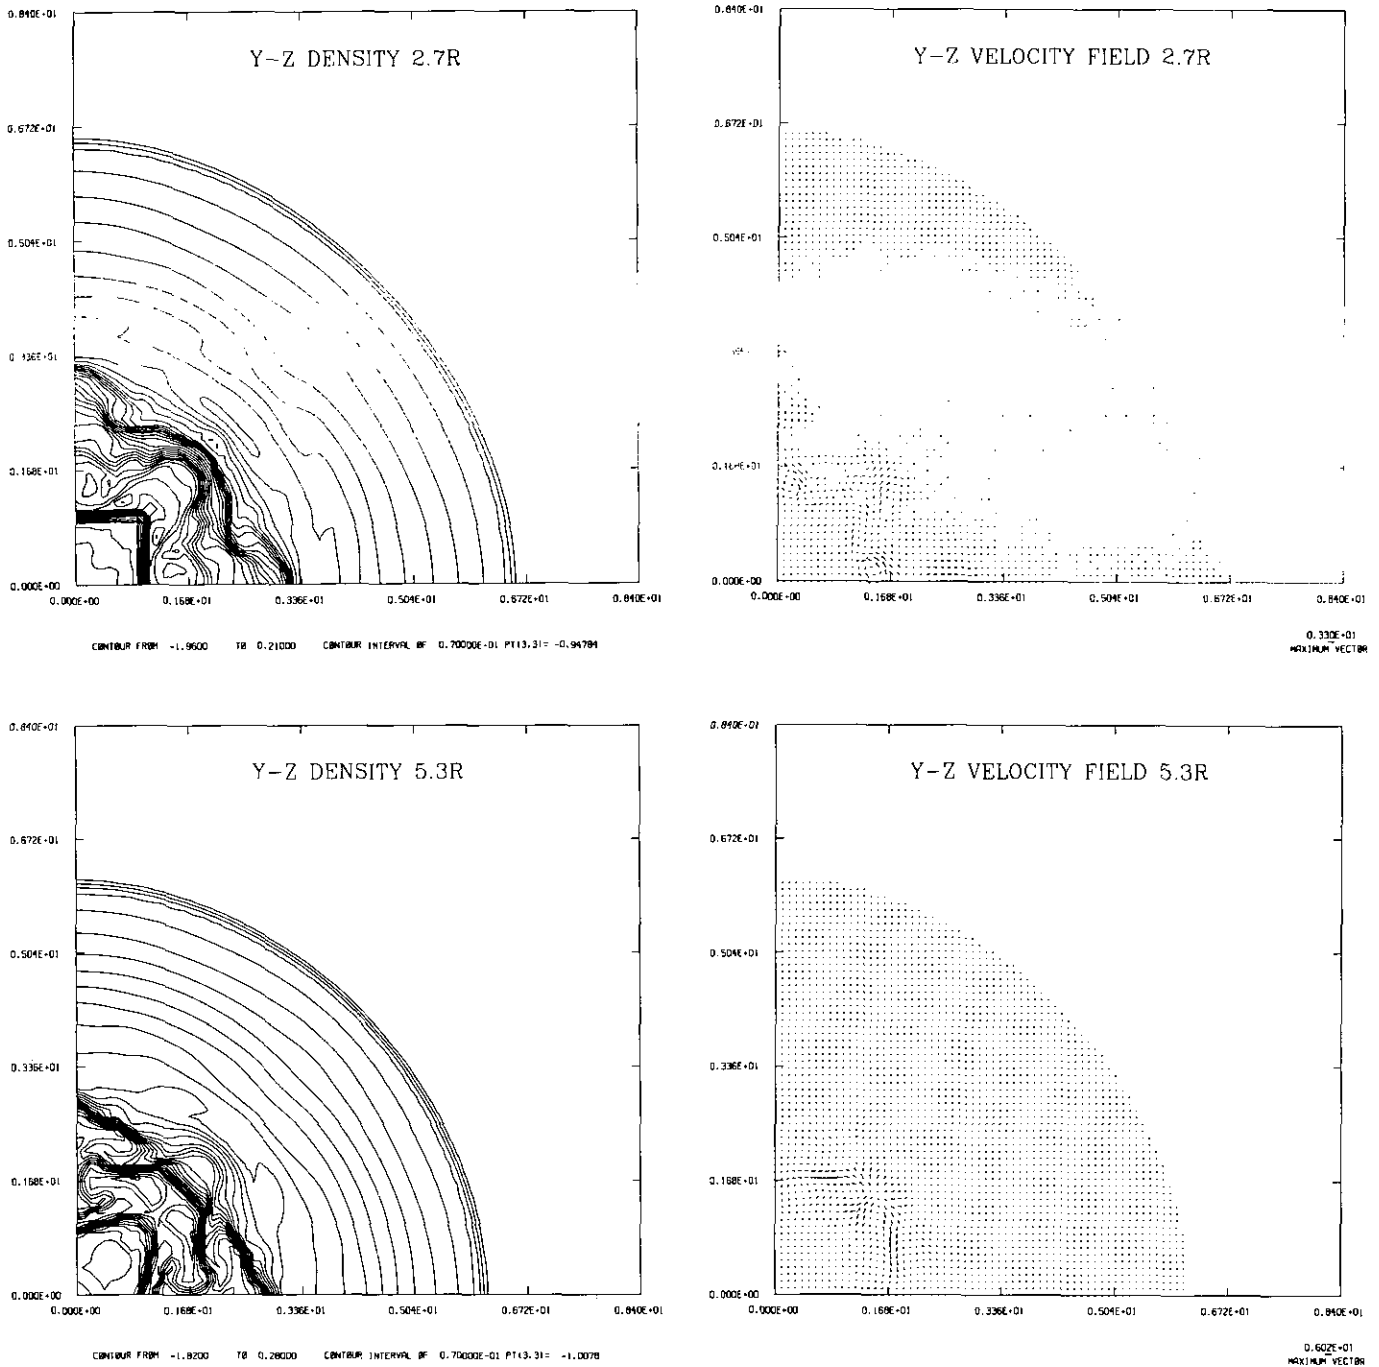 0.840E+01
Y-Z DENSITY 2.7R
0.672E+01
0.504E+01
0.336E+01
0.168E+01
0.000E+00
0.000E+00 0.168E+01 0.336E+01 0.504E+01 0.672E+01 0.840E+01
CONTOUR FROM -1.9600 TO 0.21000 CONTOUR INTERVAL OF 0.70000E-01 PT(3,3)= -0.94784
0.840E+01
Y-Z VELOCITY FIELD 2.7R
0.672E+01
0.504E+01
0.168E+01
0.000E+00
0.000E+00 0.168E+01 0.336E+01 0.504E+01 0.672E+01 0.840E+01
0.330E+01
MAXIMUM VECTOR
0.840E+01
Y-Z DENSITY 5.3R
0.672E+01
0.504E+01
0.336E+01
0.168E+01
0.000E+00
0.000E+00 0.168E+01 0.336E+01 0.504E+01 0.672E+01 0.840E+01
CONTOUR FROM -1.8200 TO 0.28000 CONTOUR INTERVAL OF 0.70000E-01 PT(3,3)= -1.0078
0.840E+01
Y-Z VELOCITY FIELD 5.3R
0.672E+01
0.504E+01
0.336E+01
0.168E+01
0.000E+00
0.000E+00 0.168E+01 0.336E+01 0.504E+01 0.672E+01 0.840E+01
0.602E+01
MAXIMUM VECTOR